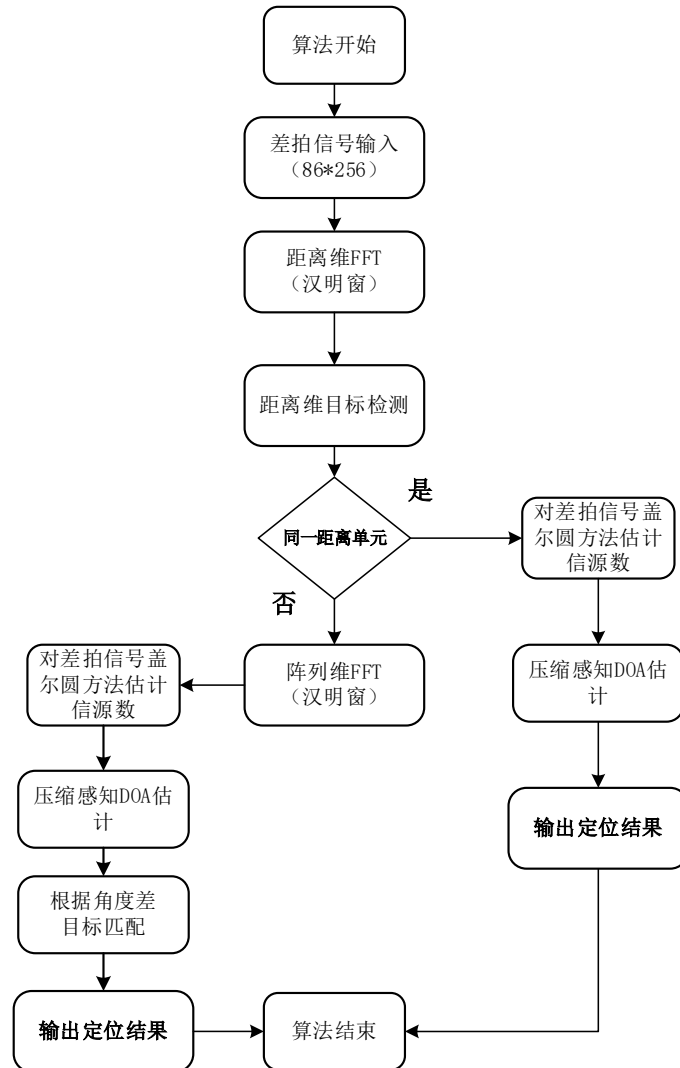 算法开始
差拍信号输入
（86*256）
距离维FFT
（汉明窗）
距离维目标检测
同一距离单元
是
对差拍信号盖
尔圆方法估计
信源数
压缩感知DOA估
计
输出定位结果
否
阵列维FFT
（汉明窗）
对差拍信号盖
尔圆方法估计
信源数
压缩感知DOA估
计
根据角度差
目标匹配
输出定位结果
算法结束